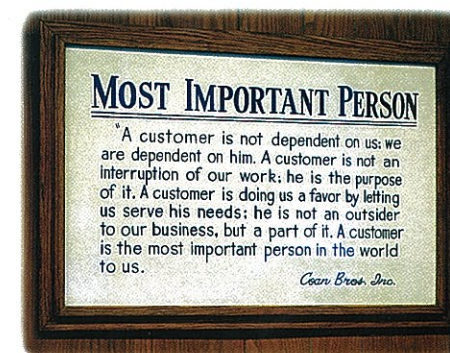 MOST IMPORTANT PERSON
"A customer is not dependent on us: we
are dependent on him. A customer is not an
interruption of our work: he is the purpose
of it. A customer is doing us a favor by letting
us serve his needs: he is not an outsider
to our business, but a part of it. A customer
is the most important person in the world
to us.
Coan Bros. Inc.